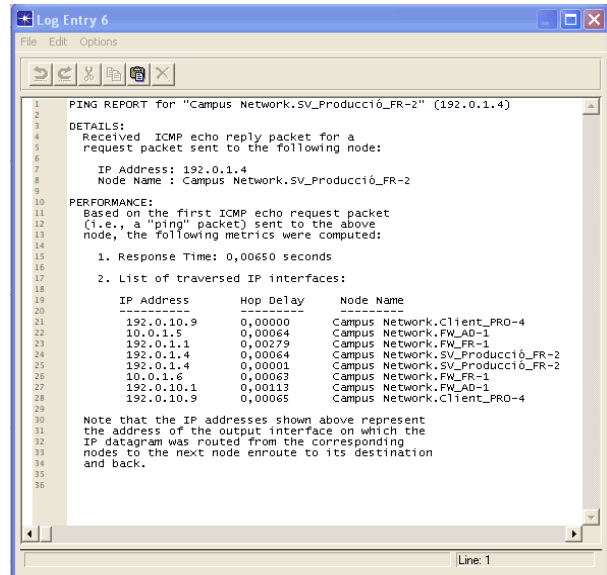 Log Entry 6
File Edit Options
1 PING REPORT for "Campus Network.SV_Producció_FR-2" (192.0.1.4)
2
3 DETAILS:
4 Received ICMP echo reply packet for a
5 request packet sent to the following node:
6
7 IP Address: 192.0.1.4
8 Node Name : Campus Network.SV_Producció_FR-2
9
10 PERFORMANCE:
11 Based on the first ICMP echo request packet
12 (i.e., a "ping" packet) sent to the above
13 node, the following metrics were computed:
14
15 1. Response Time: 0,00650 seconds
16
17 2. List of traversed IP interfaces:
18
19 IP Address Hop Delay Node Name
20 ---------- --------- ---------
21 192.0.10.9 0,00000 Campus Network.Client_PRO-4
22 10.0.1.5 0,00064 Campus Network.FW_AD-1
23 192.0.1.1 0,00279 Campus Network.FW_FR-1
24 192.0.1.4 0,00064 Campus Network.SV_Producció_FR-2
25 192.0.1.4 0,00001 Campus Network.SV_Producció_FR-2
26 10.0.1.6 0,00063 Campus Network.FW_FR-1
27 192.0.10.1 0,00113 Campus Network.FW_AD-1
28 192.0.10.9 0,00065 Campus Network.Client_PRO-4
29
30 Note that the IP addresses shown above represent
31 the address of the output interface on which the
32 IP datagram was routed from the corresponding
33 nodes to the next node enroute to its destination
34 and back.
35
36
Line: 1